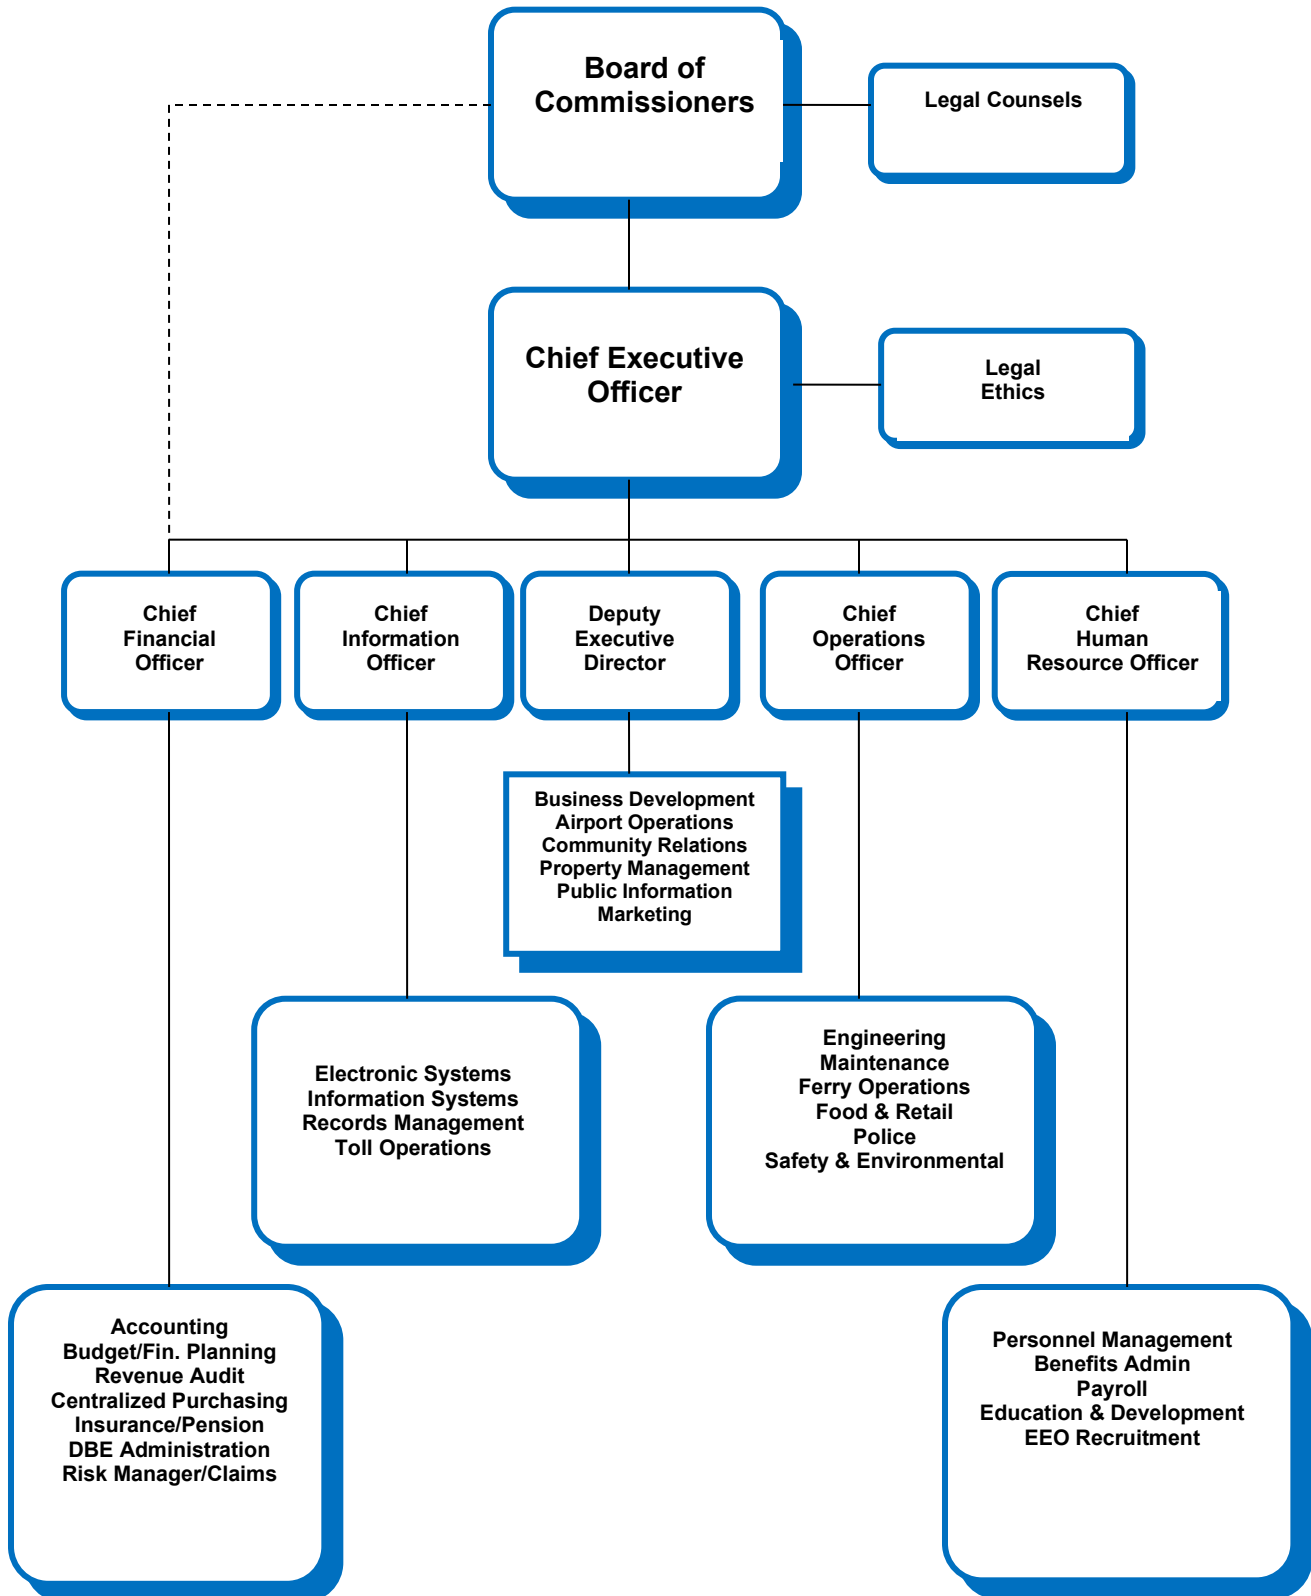 Board of
Commissioners
Legal Counsels
Chief Executive
Officer
Legal
Ethics
Chief
Financial
Officer
Chief
Information
Officer
Deputy
Executive
Director
Chief
Operations
Officer
Chief
Human
Resource Officer
Business Development
Airport Operations
Community Relations
Property Management
Public Information
Marketing
Electronic Systems
Information Systems
Records Management
Toll Operations
Engineering
Maintenance
Ferry Operations
Food & Retail
Police
Safety & Environmental
Accounting
Budget/Fin. Planning
Revenue Audit
Centralized Purchasing
Insurance/Pension
DBE Administration
Risk Manager/Claims
Personnel Management
Benefits Admin
Payroll
Education & Development
EEO Recruitment